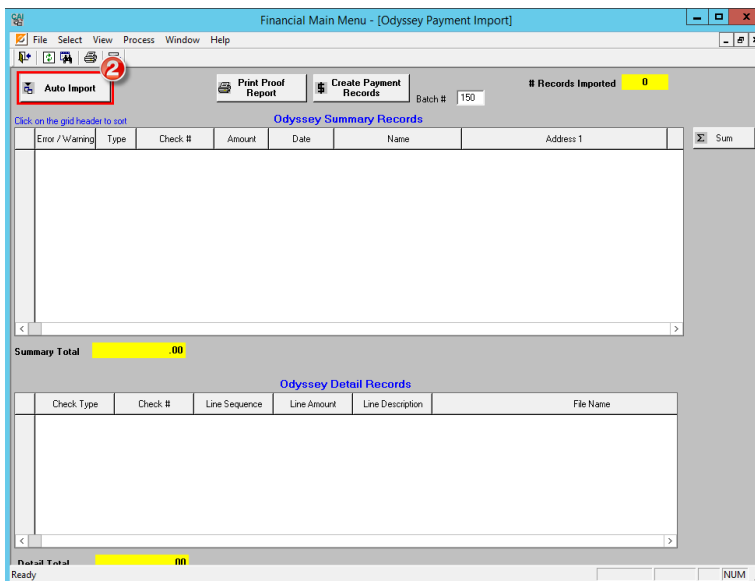 Financial Main Menu - [Odyssey Payment Import]
File Select View Process Window Help
2
Auto Import
Print Proof Report
Create Payment Records
Batch # 150
# Records Imported 0
Click on the grid header to sort
Odyssey Summary Records
Error / Warning Type Check # Amount Date Name Address 1
Σ Sum
Summary Total .00
Odyssey Detail Records
Check Type Check # Line Sequence Line Amount Line Description File Name
Detail Total .00
Ready NUM